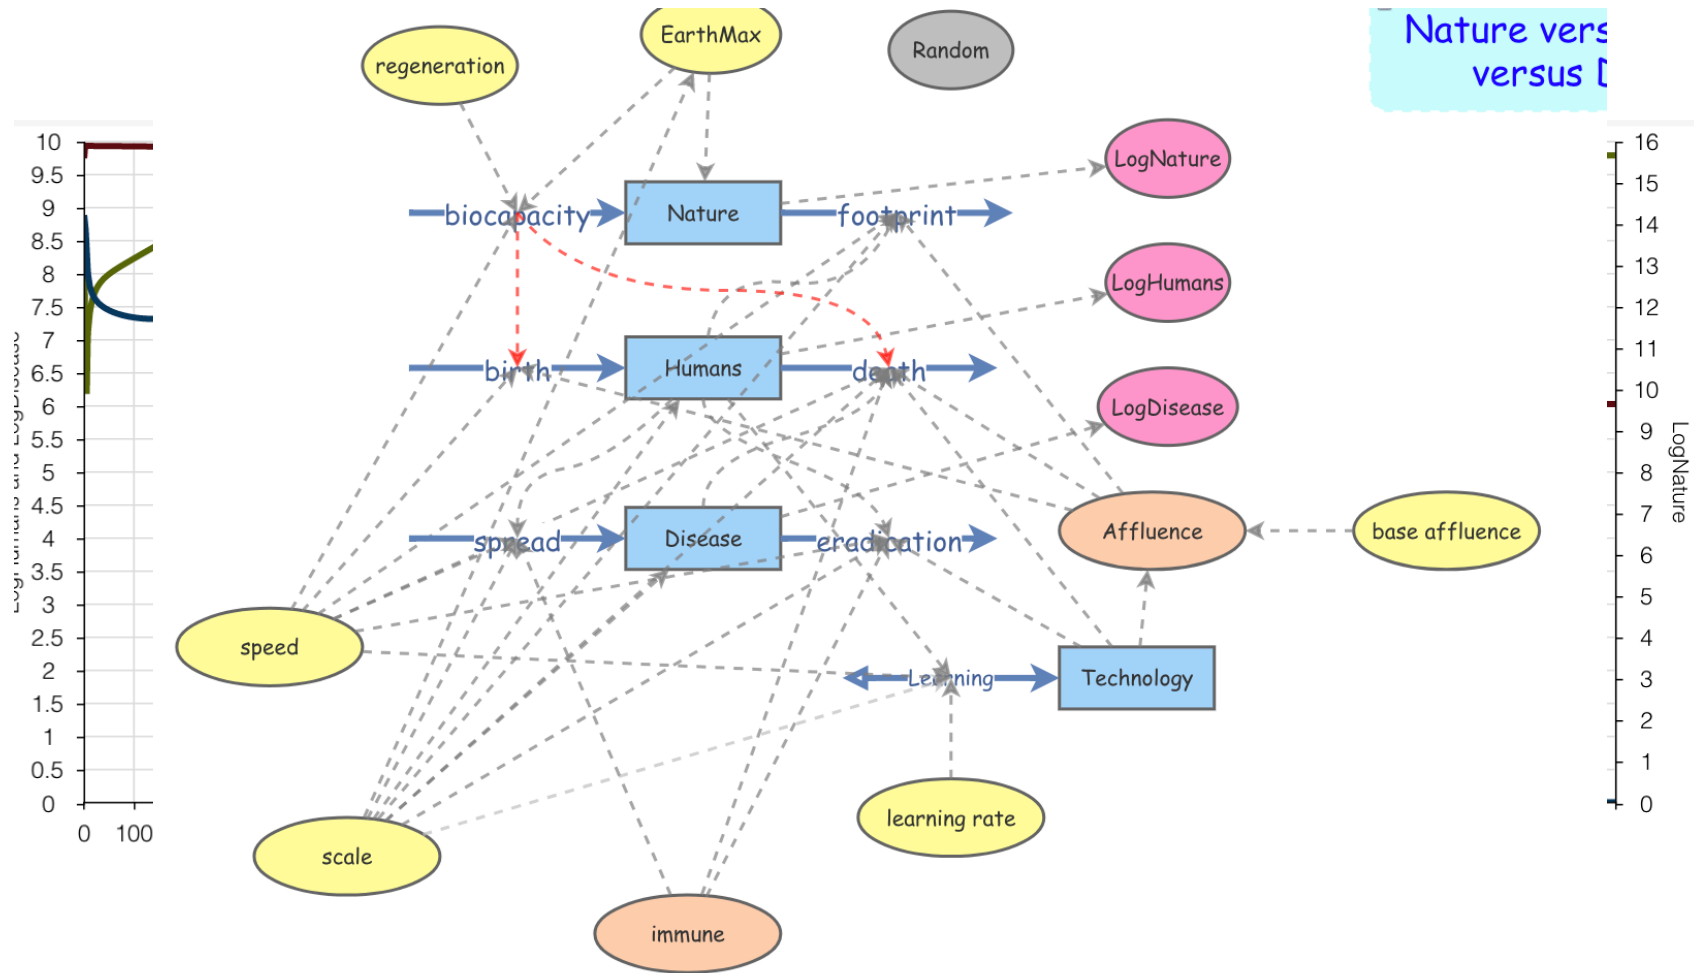 Nature vers
versus D
EarthMax
Random
regeneration
LogNature
biocapacity
Nature
footprint
LogHumans
birth
Humans
death
LogDisease
spread
Disease
eradication
Affluence
base affluence
speed
Learning
Technology
learning rate
scale
immune
10
9.5
9
8.5
8
7.5
7
6.5
6
5.5
5
4.5
4
3.5
3
2.5
2
1.5
1
0.5
0
0 100
LogHumans and LogDisease
16
15
14
13
12
11
10
9
8
7
6
5
4
3
2
1
0
LogNature